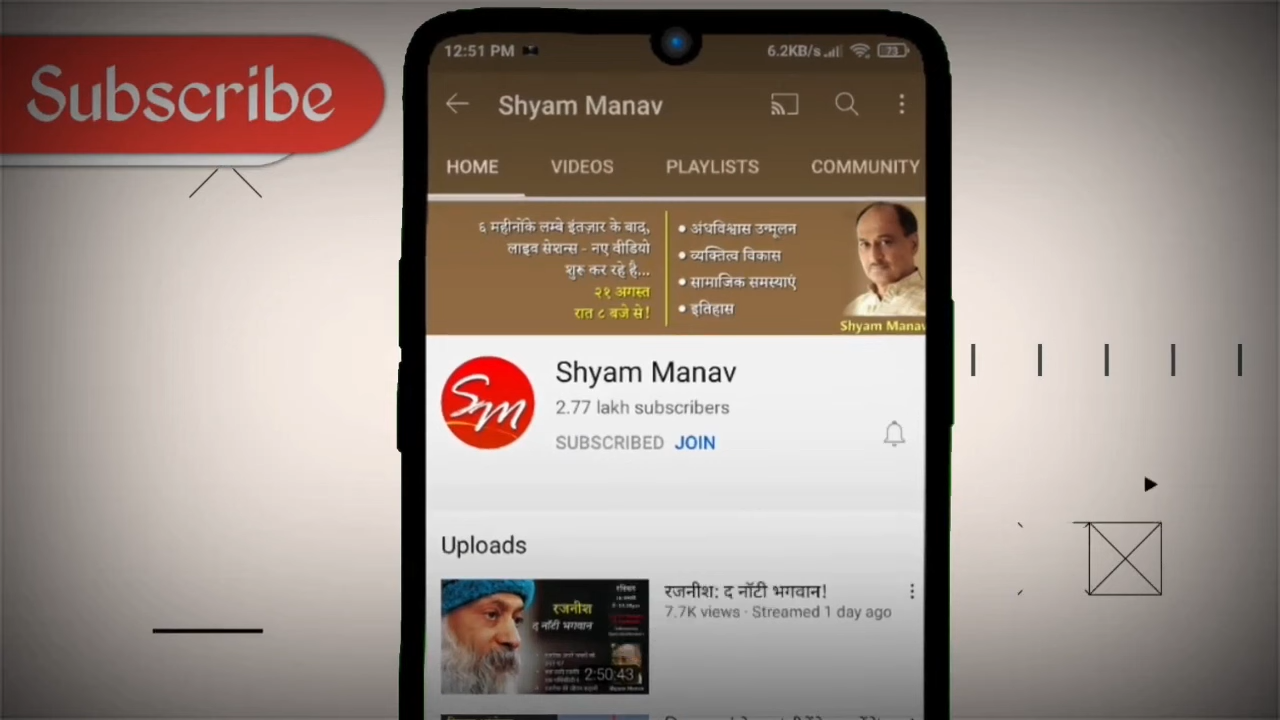 Subscribe
12:51 PM
6.2KB/s
73
Shyam Manav
HOME
VIDEOS
PLAYLISTS
COMMUNITY
६ महीनोंके लम्बे इंतज़ार के बाद,
लाइव सेशन्स - नए वीडियो
शुरू कर रहे है...
२१ अगस्त
रात ८ बजे से!
• अंधविश्वास उन्मूलन
• व्यक्तित्व विकास
• सामाजिक समस्याएं
• इतिहास
Shyam Manav
SM
Shyam Manav
2.77 lakh subscribers
SUBSCRIBED JOIN
Uploads
रजनीश
द नॉटी भगवान
2:50:43
रजनीश: द नॉटी भगवान!
7.7K views · Streamed 1 day ago